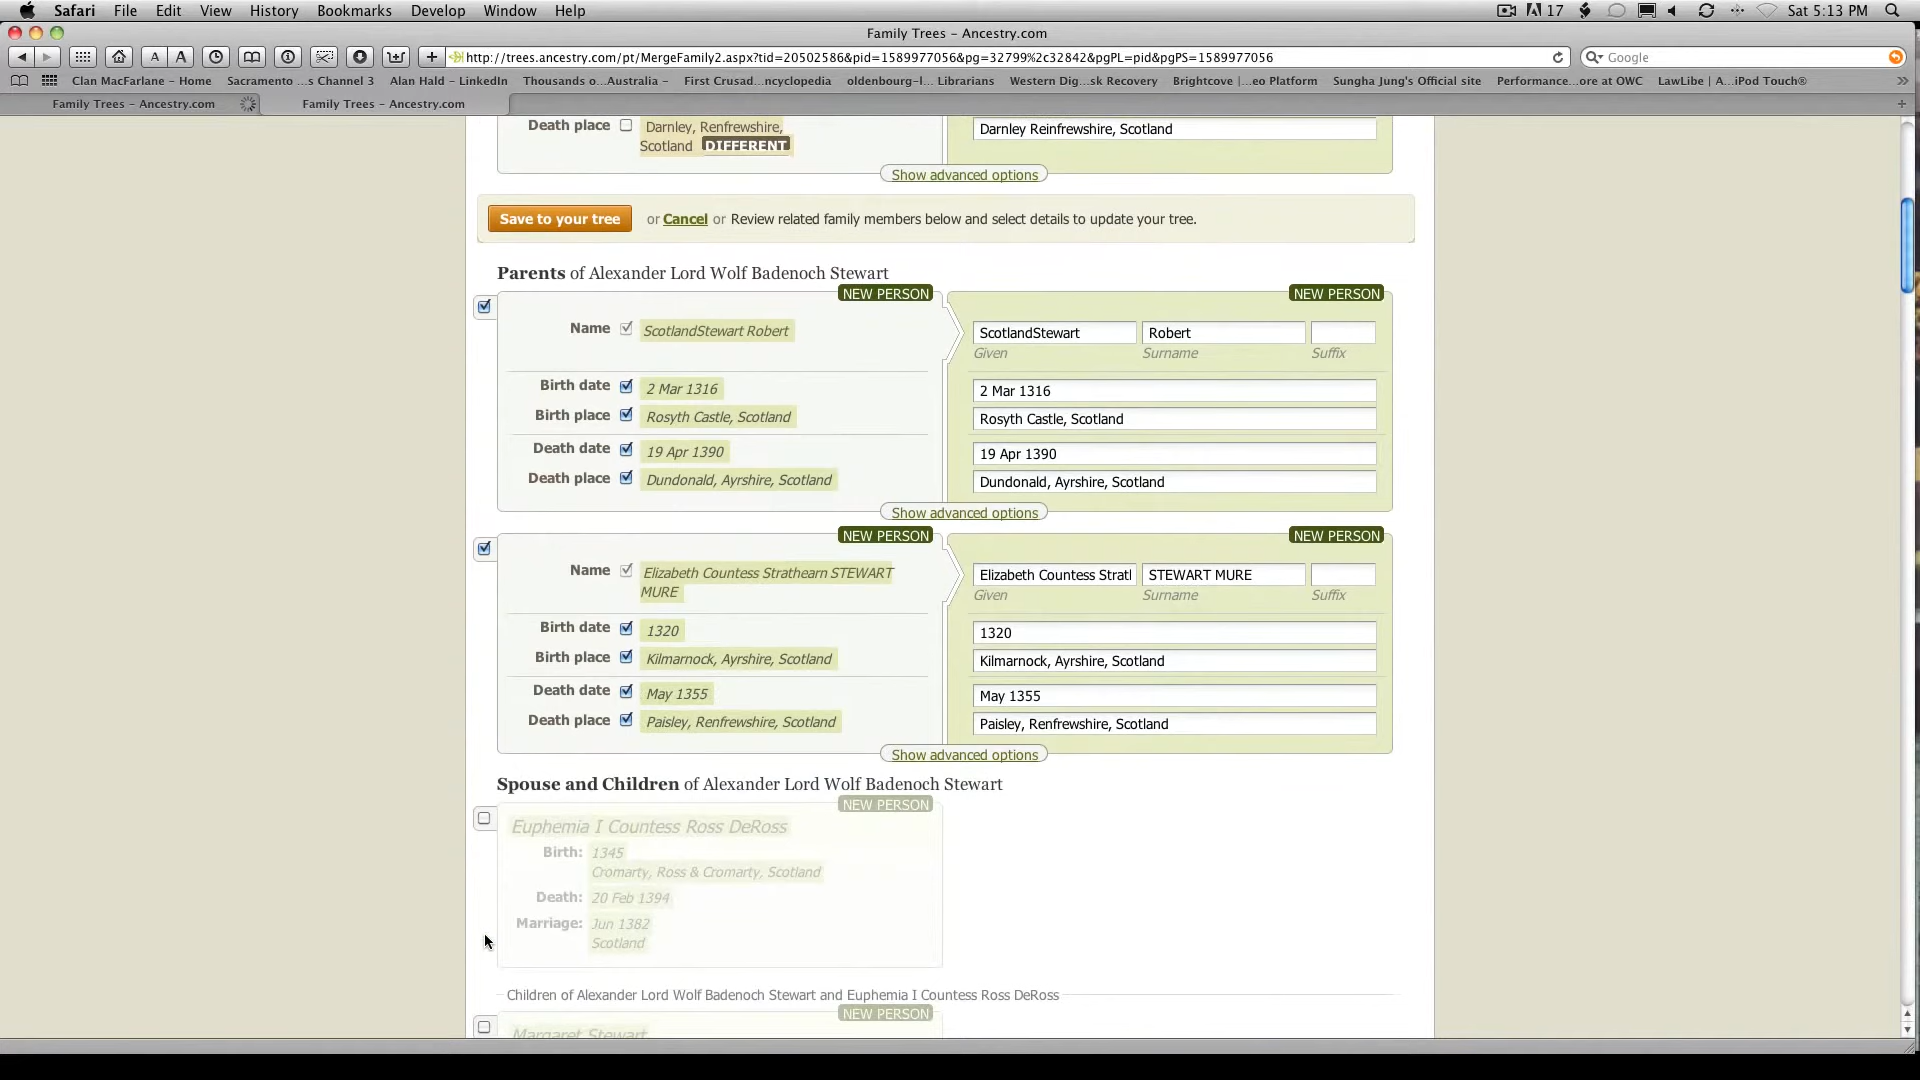 Safari File Edit View History Bookmarks Develop Window Help 17 Sat 5:13 PM
Family Trees – Ancestry.com
A A http://trees.ancestry.com/pt/MergeFamily2.aspx?tid=20502586&pid=1589977056&pg=32799%2c32842&pgPL=pid&pgPS=1589977056 Google
Clan MacFarlane – Home Sacramento ...s Channel 3 Alan Hald – LinkedIn Thousands o...Australia – First Crusad...ncyclopedia oldenbourg–l... Librarians Western Dig...sk Recovery Brightcove |...eo Platform Sungha Jung's Official site Performance...ore at OWC LawLibe | A...iPod Touch® »
Family Trees – Ancestry.com Family Trees – Ancestry.com +
Death place Darnley, Renfrewshire, Darnley Reinfrewshire, Scotland
Scotland DIFFERENT
Show advanced options
Save to your tree or Cancel or Review related family members below and select details to update your tree.
Parents of Alexander Lord Wolf Badenoch Stewart
NEW PERSON NEW PERSON
Name ScotlandStewart Robert ScotlandStewart Robert
Given Surname Suffix
Birth date 2 Mar 1316 2 Mar 1316
Birth place Rosyth Castle, Scotland Rosyth Castle, Scotland
Death date 19 Apr 1390 19 Apr 1390
Death place Dundonald, Ayrshire, Scotland Dundonald, Ayrshire, Scotland
Show advanced options
NEW PERSON NEW PERSON
Name Elizabeth Countess Strathearn STEWART Elizabeth Countess Stratl STEWART MURE
MURE Given Surname Suffix
Birth date 1320 1320
Birth place Kilmarnock, Ayrshire, Scotland Kilmarnock, Ayrshire, Scotland
Death date May 1355 May 1355
Death place Paisley, Renfrewshire, Scotland Paisley, Renfrewshire, Scotland
Show advanced options
Spouse and Children of Alexander Lord Wolf Badenoch Stewart
NEW PERSON
Euphemia I Countess Ross DeRoss
Birth: 1345
Cromarty, Ross & Cromarty, Scotland
Death: 20 Feb 1394
Marriage: Jun 1382
Scotland
Children of Alexander Lord Wolf Badenoch Stewart and Euphemia I Countess Ross DeRoss
NEW PERSON
Margaret Stewart